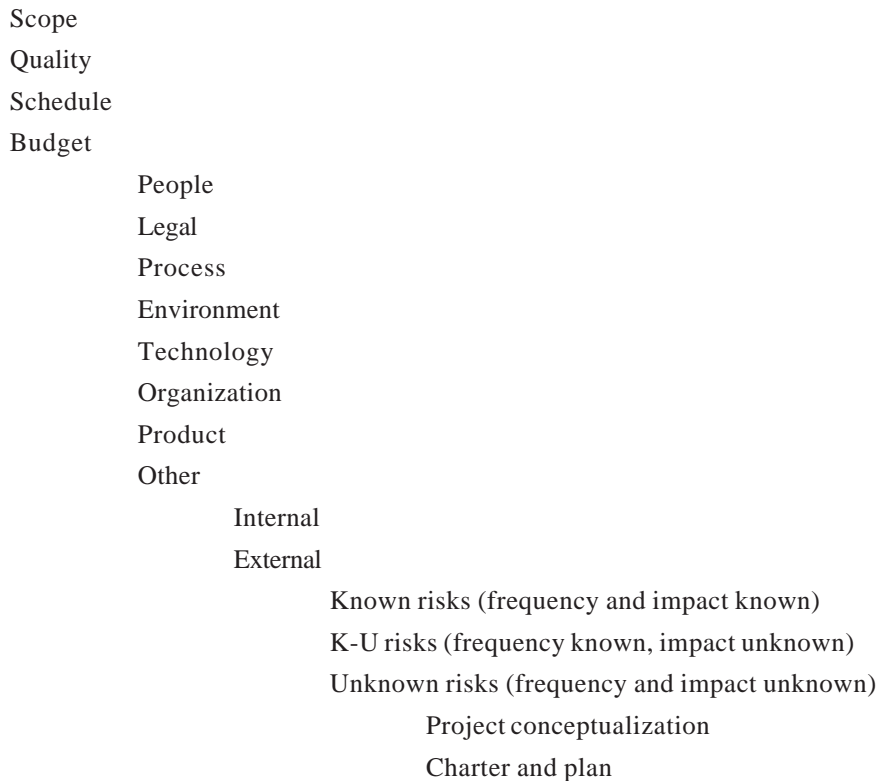 Scope
Quality
Schedule
Budget
People
Legal
Process
Environment
Technology
Organization
Product
Other
Internal
External
Known risks (frequency and impact known)
K-U risks (frequency known, impact unknown)
Unknown risks (frequency and impact unknown)
Project conceptualization
Charter and plan